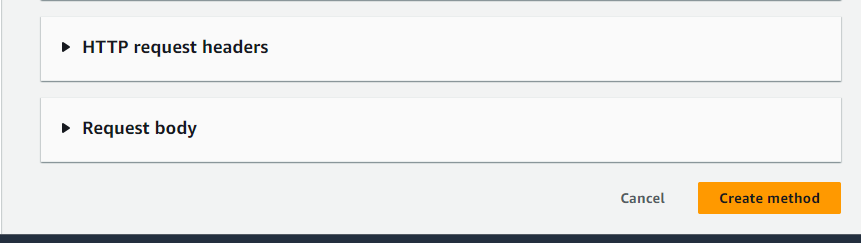 HTTP request headers
Request body
Cancel Create method